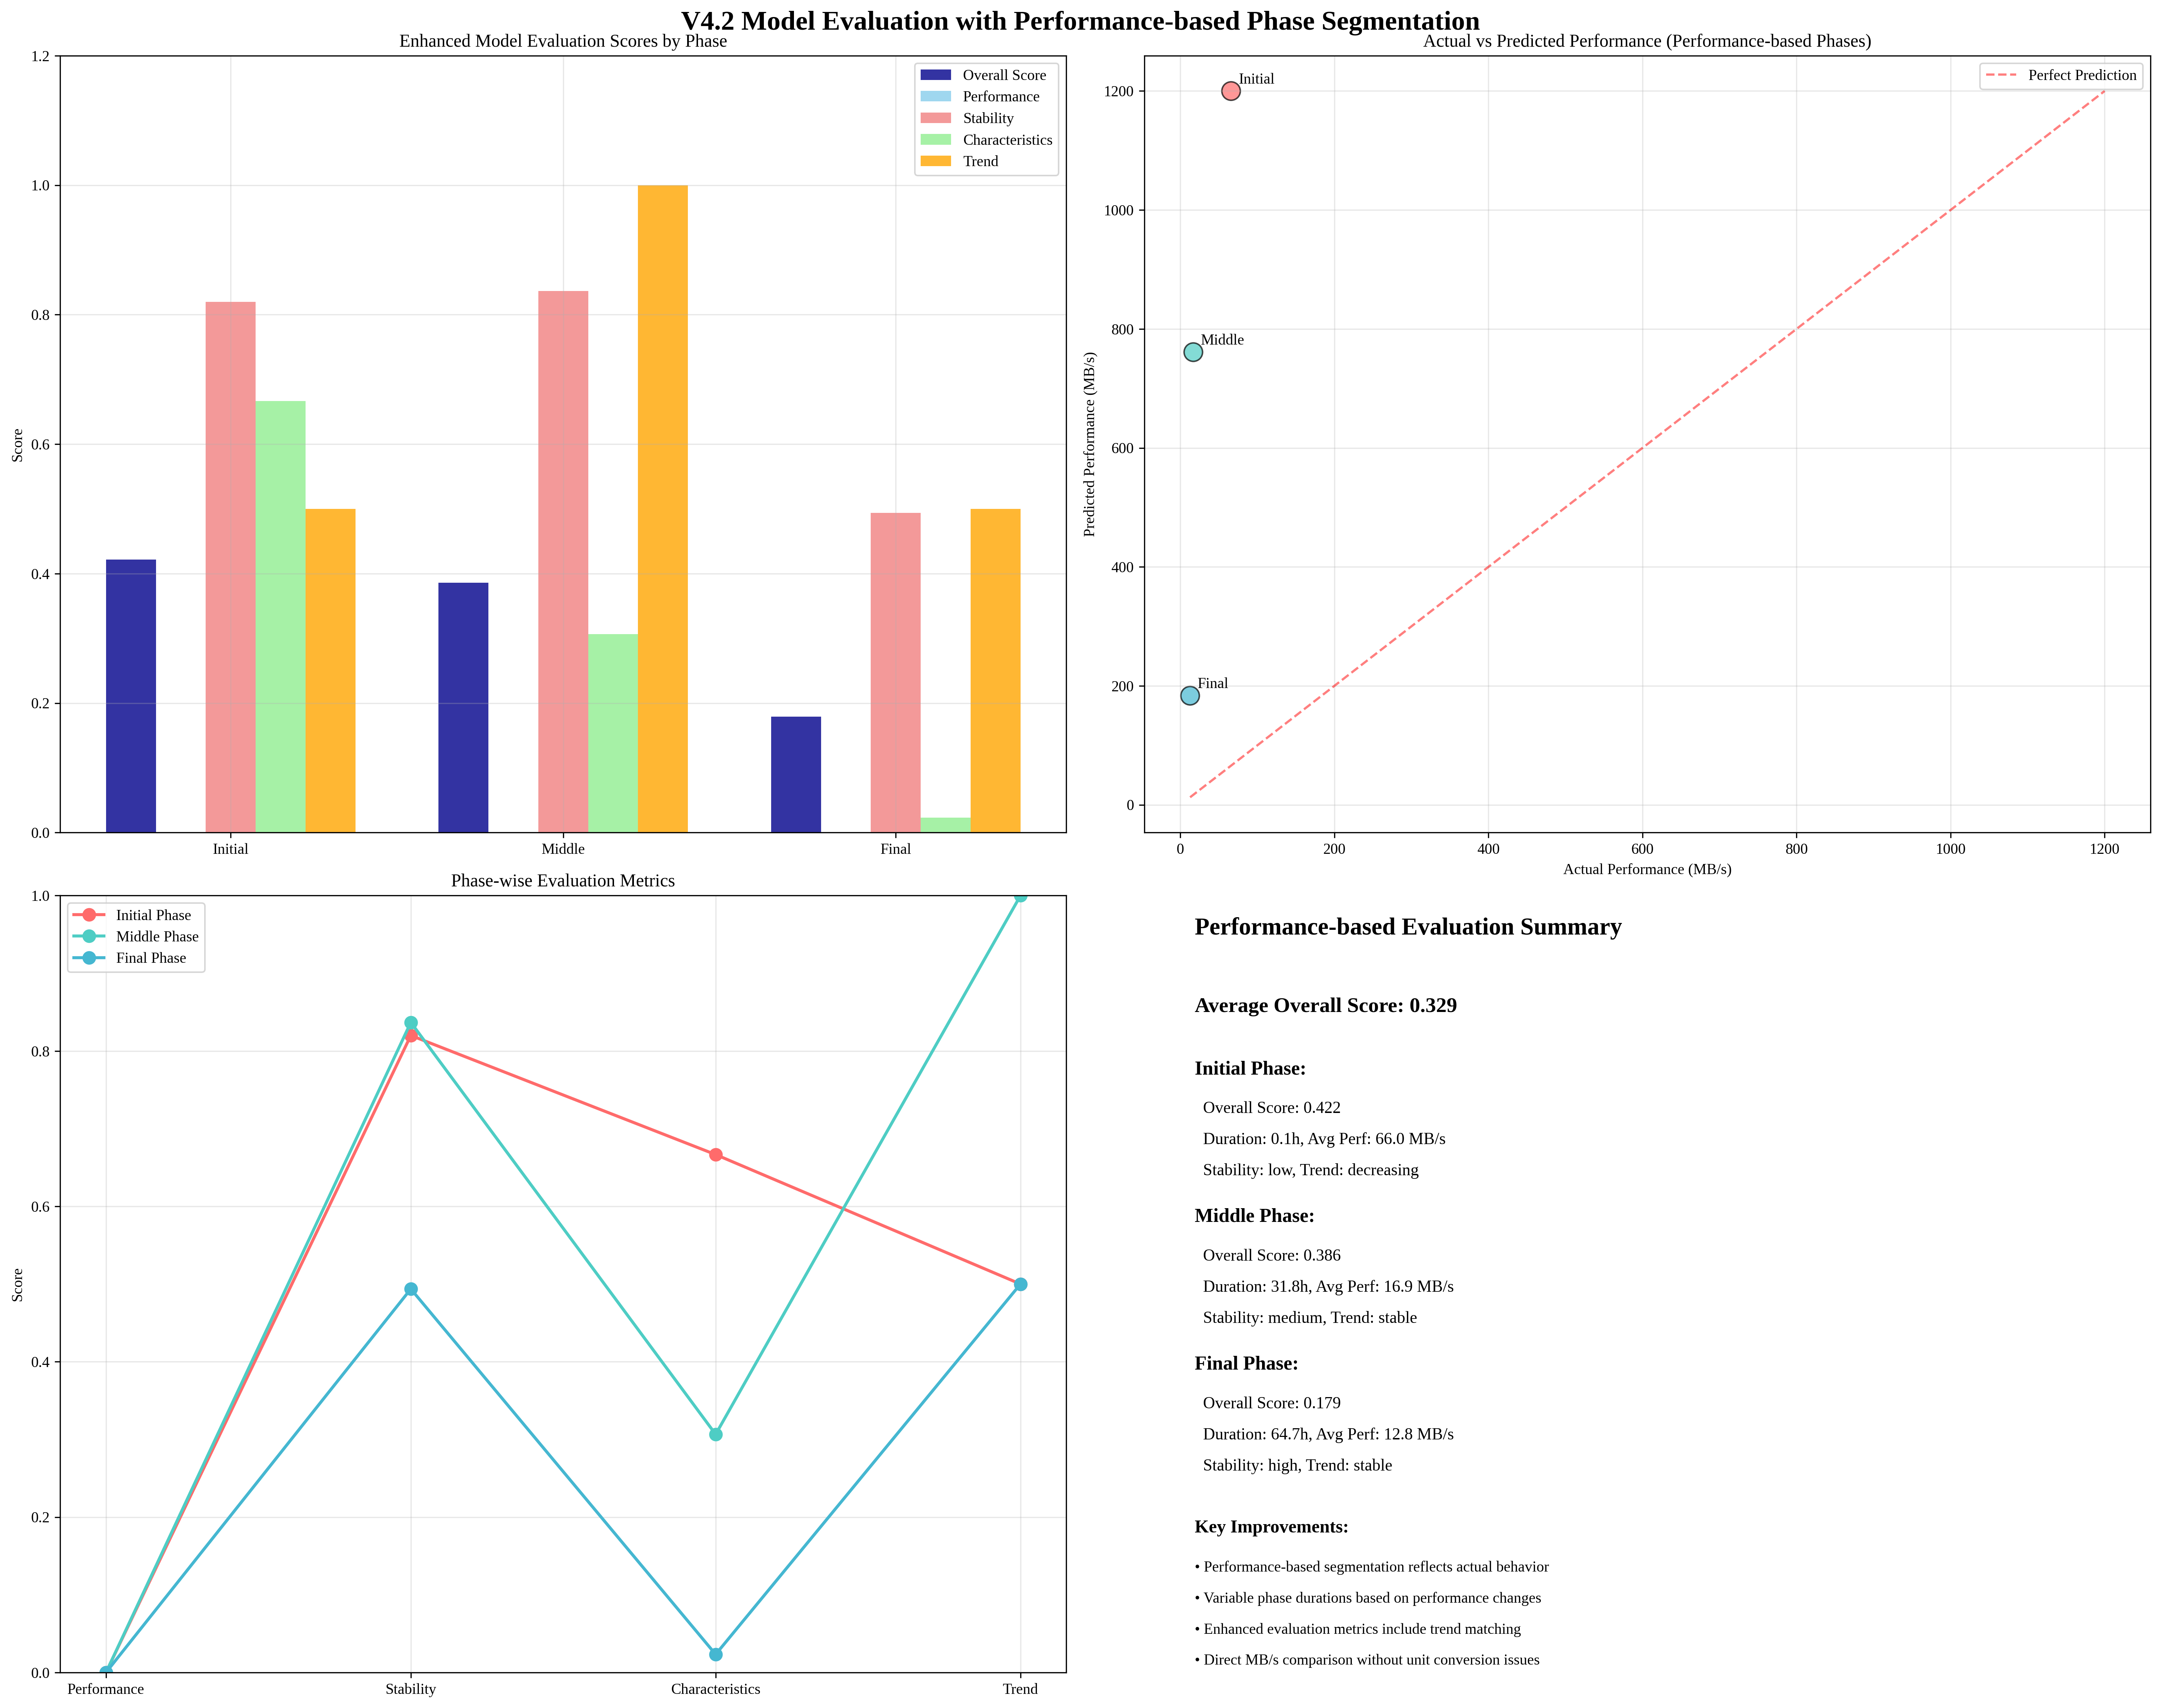 V4.2 Model Evaluation with Performance-based Phase Segmentation
Enhanced Model Evaluation Scores by Phase
1.2
1.0
0.8
0.6
0.4
0.2
0.0
Score
Initial
Middle
Final
Overall Score
Performance
Stability
Characteristics
Trend
Actual vs Predicted Performance (Performance-based Phases)
1200
1000
800
600
400
200
0
Predicted Performance (MB/s)
Initial
Middle
Final
Perfect Prediction
0
200
400
600
800
1000
1200
Actual Performance (MB/s)
Phase-wise Evaluation Metrics
1.0
0.8
0.6
0.4
0.2
0.0
Score
Initial Phase
Middle Phase
Final Phase
Performance
Stability
Characteristics
Trend
Performance-based Evaluation Summary
Average Overall Score: 0.329
Initial Phase:
Overall Score: 0.422
Duration: 0.1h, Avg Perf: 66.0 MB/s
Stability: low, Trend: decreasing
Middle Phase:
Overall Score: 0.386
Duration: 31.8h, Avg Perf: 16.9 MB/s
Stability: medium, Trend: stable
Final Phase:
Overall Score: 0.179
Duration: 64.7h, Avg Perf: 12.8 MB/s
Stability: high, Trend: stable
Key Improvements:
• Performance-based segmentation reflects actual behavior
• Variable phase durations based on performance changes
• Enhanced evaluation metrics include trend matching
• Direct MB/s comparison without unit conversion issues